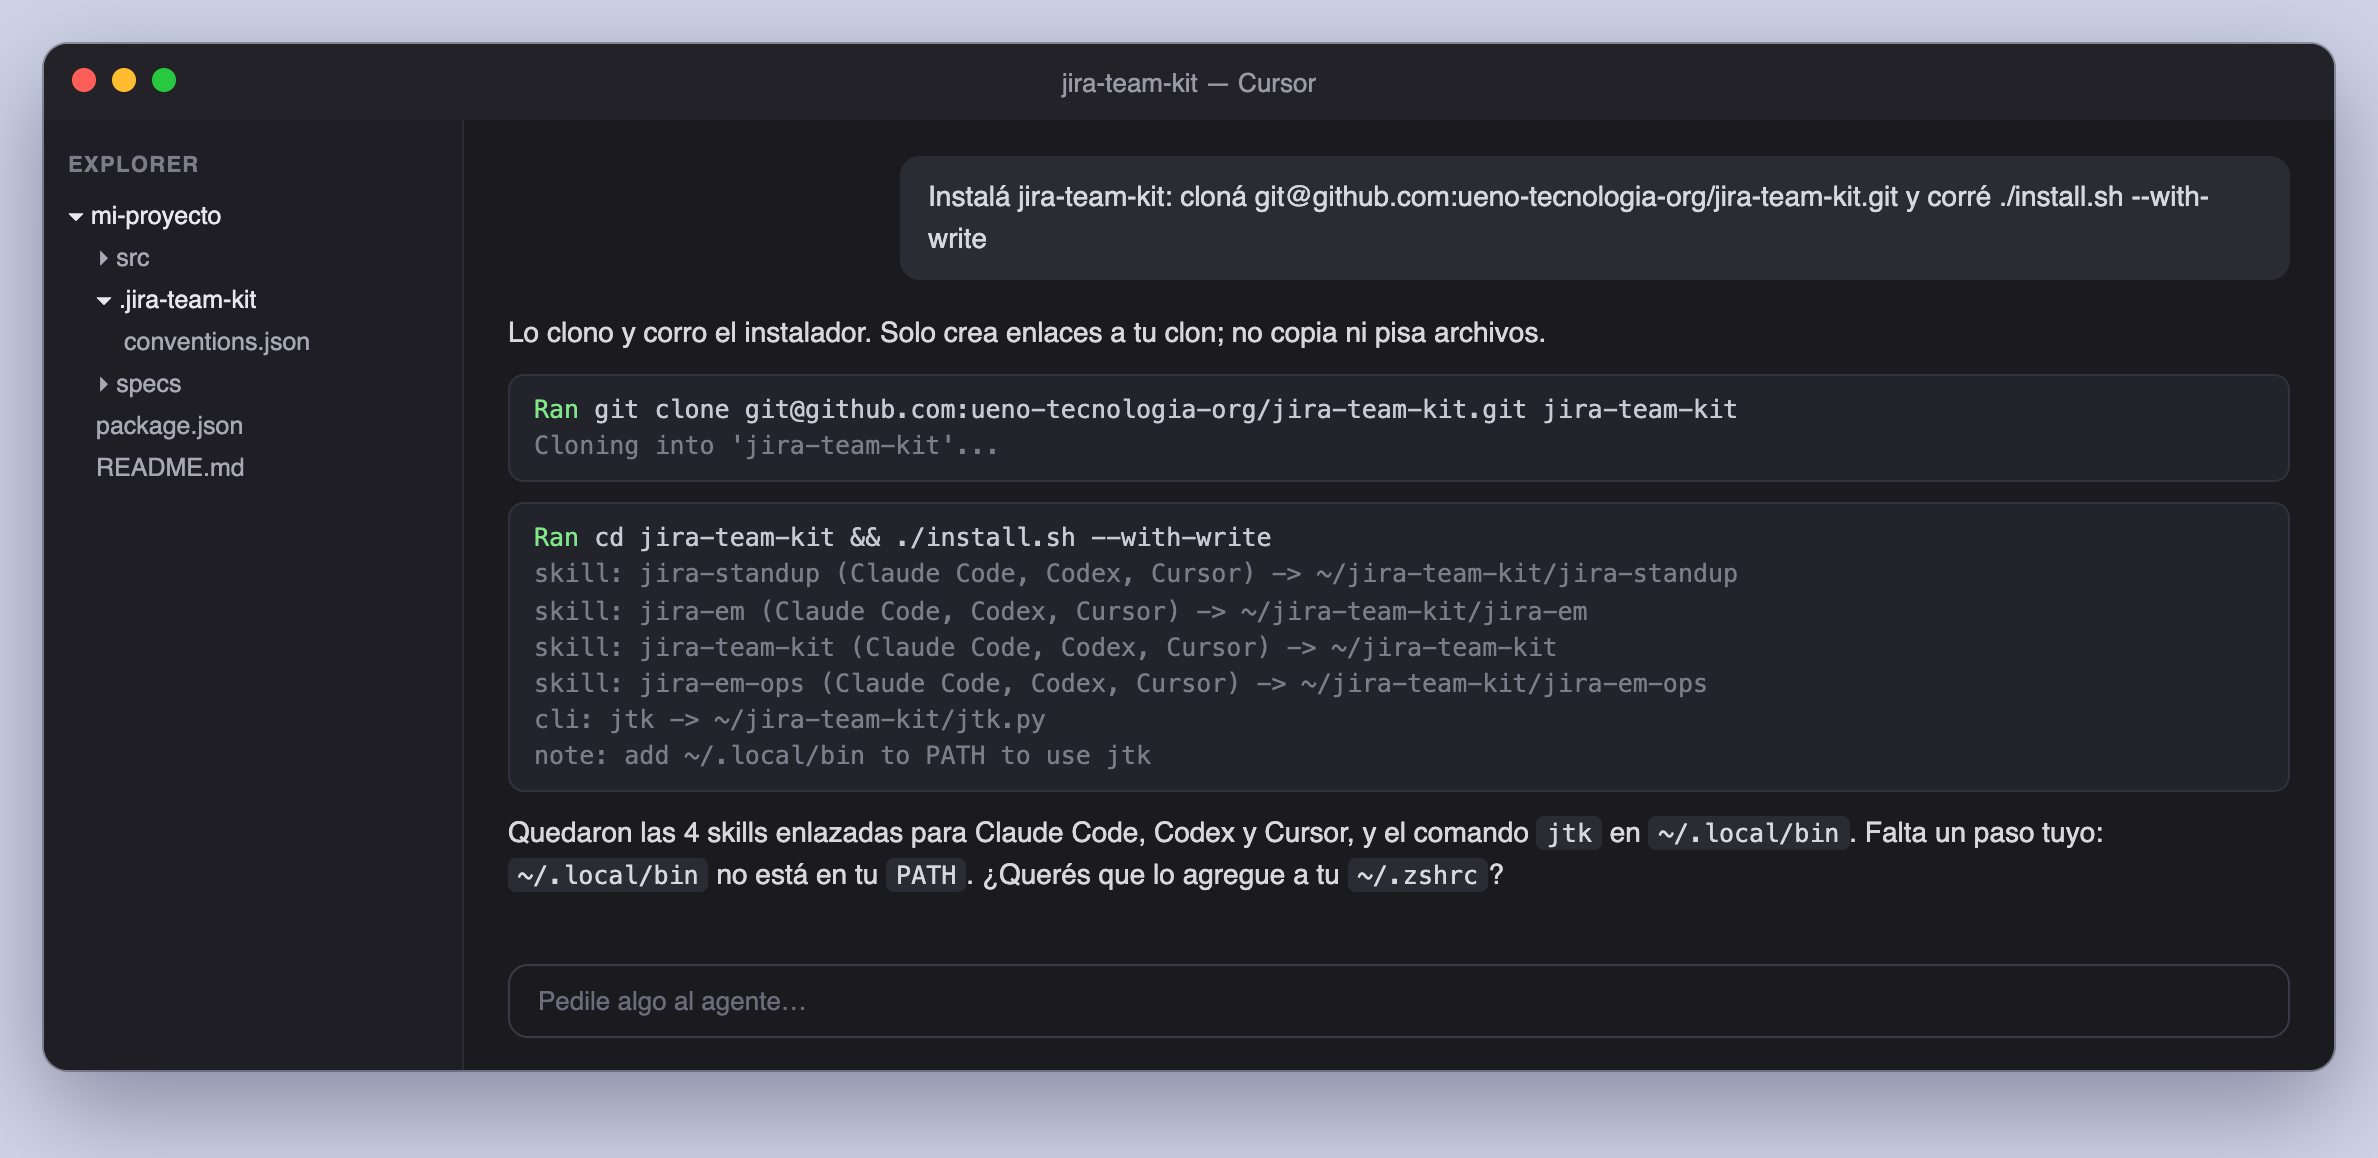 jira-team-kit — Cursor
EXPLORER
mi-proyecto
src
.jira-team-kit
conventions.json
specs
package.json
README.md
Instalá jira-team-kit: cloná git@github.com:ueno-tecnologia-org/jira-team-kit.git y corré ./install.sh --with-
write
Lo clono y corro el instalador. Solo crea enlaces a tu clon; no copia ni pisa archivos.
Ran git clone git@github.com:ueno-tecnologia-org/jira-team-kit.git jira-team-kit
Cloning into 'jira-team-kit'...
Ran cd jira-team-kit && ./install.sh --with-write
skill: jira-standup (Claude Code, Codex, Cursor) -> ~/jira-team-kit/jira-standup
skill: jira-em (Claude Code, Codex, Cursor) -> ~/jira-team-kit/jira-em
skill: jira-team-kit (Claude Code, Codex, Cursor) -> ~/jira-team-kit
skill: jira-em-ops (Claude Code, Codex, Cursor) -> ~/jira-team-kit/jira-em-ops
cli: jtk -> ~/jira-team-kit/jtk.py
note: add ~/.local/bin to PATH to use jtk
Quedaron las 4 skills enlazadas para Claude Code, Codex y Cursor, y el comando jtk en ~/.local/bin. Falta un paso tuyo:
~/.local/bin no está en tu PATH. ¿Querés que lo agregue a tu ~/.zshrc?
Pedile algo al agente…